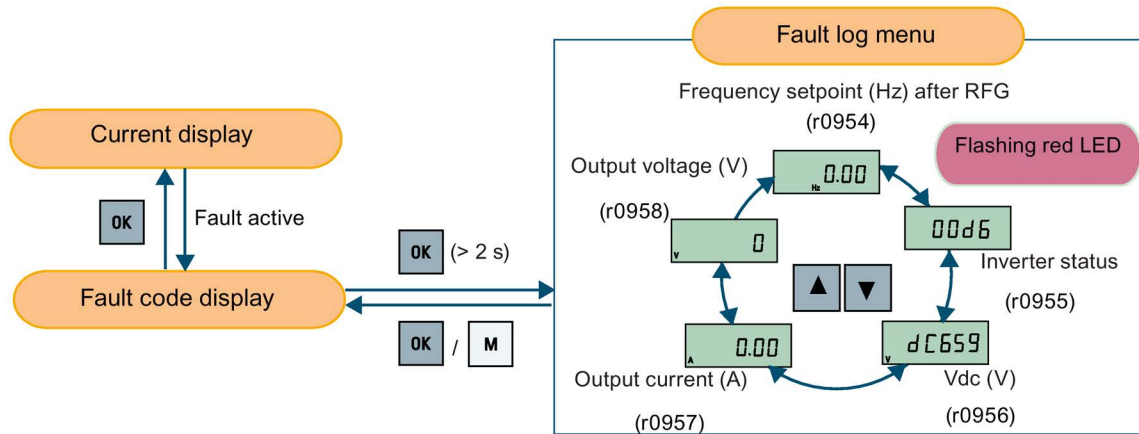 Fault log menu
Frequency setpoint (Hz) after RFG
(r0954)
Current display
Flashing red LED
Output voltage (V)
Hz 0.00
(r0958)
OK
Fault active
OK (> 2 s)
V 0
00d6
Inverter status
(r0955)
Fault code display
▲ ▼
OK / M
A 0.00
V dC659
Output current (A)
Vdc (V)
(r0957)
(r0956)